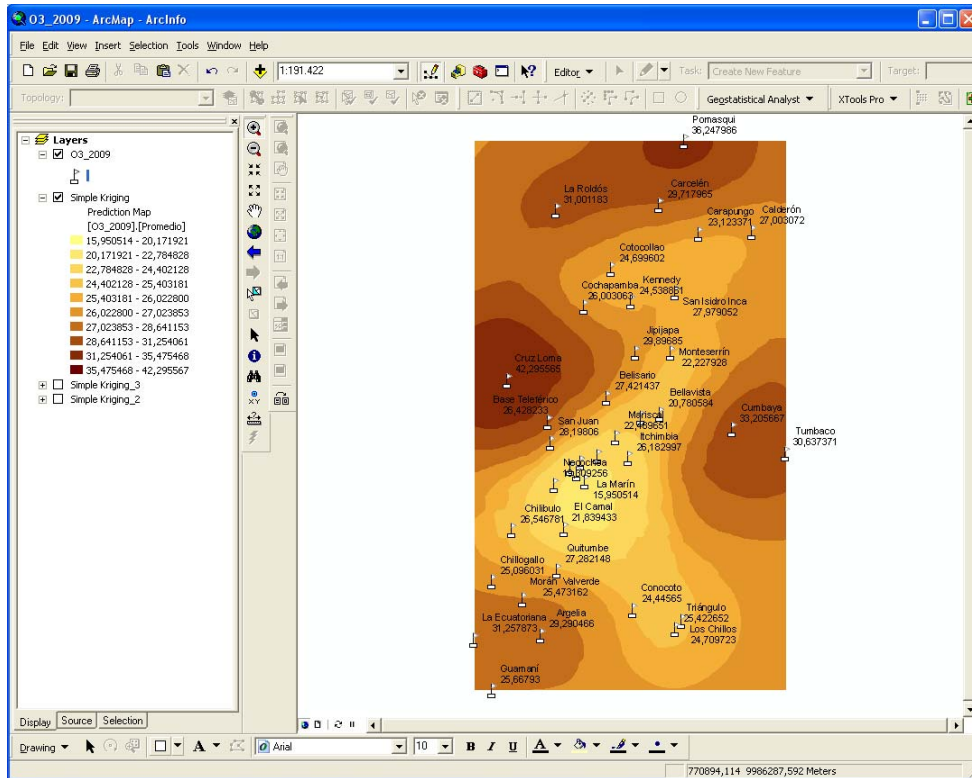 O3_2009 - ArcMap - ArcInfo
File Edit View Insert Selection Tools Window Help
1:191.422
Editor
Task: Create New Feature
Target:
Topology:
Geostatistical Analyst
XTools Pro
Layers
O3_2009
Simple Kriging
Prediction Map
[O3_2009].[Promedio]
15,950514 - 20,171921
20,171921 - 22,784828
22,784828 - 24,402128
24,402128 - 25,403181
25,403181 - 26,022800
26,022800 - 27,023853
27,023853 - 28,641153
28,641153 - 31,254061
31,254061 - 35,475468
35,475468 - 42,295567
Simple Kriging_3
Simple Kriging_2
Pomasqui
36,247986
La Roldós
31,001183
Carcelén
29,717965
Carapungo
23,123371
Calderón
27,003072
Cotocollao
24,699602
Cochapamba
26,003063
Kennedy
24,538861
San Isidro Inca
27,979052
Jipijapa
29,89685
Monteserrín
22,227928
Cruz Loma
42,295565
Belisario
27,421437
Bellavista
20,780584
Base Teleférico
26,428233
Cumbaya
33,205667
Tumbaco
30,637371
San Juan
28,19806
Mariscal
Itchimbia
26,182997
La Marín
15,950514
Chilibulo
26,546781
El Camal
21,839433
Quitumbe
27,282148
Chillogallo
25,096031
Morán Valverde
25,473162
Conocoto
24,44565
Triángulo
25,422652
Los Chillos
24,709723
La Ecuatoriana
31,257873
Argelia
29,290466
Guamaní
25,66793
Display Source Selection
Drawing
A
Arial
10
B I U
A
770894,114 9986287,592 Meters